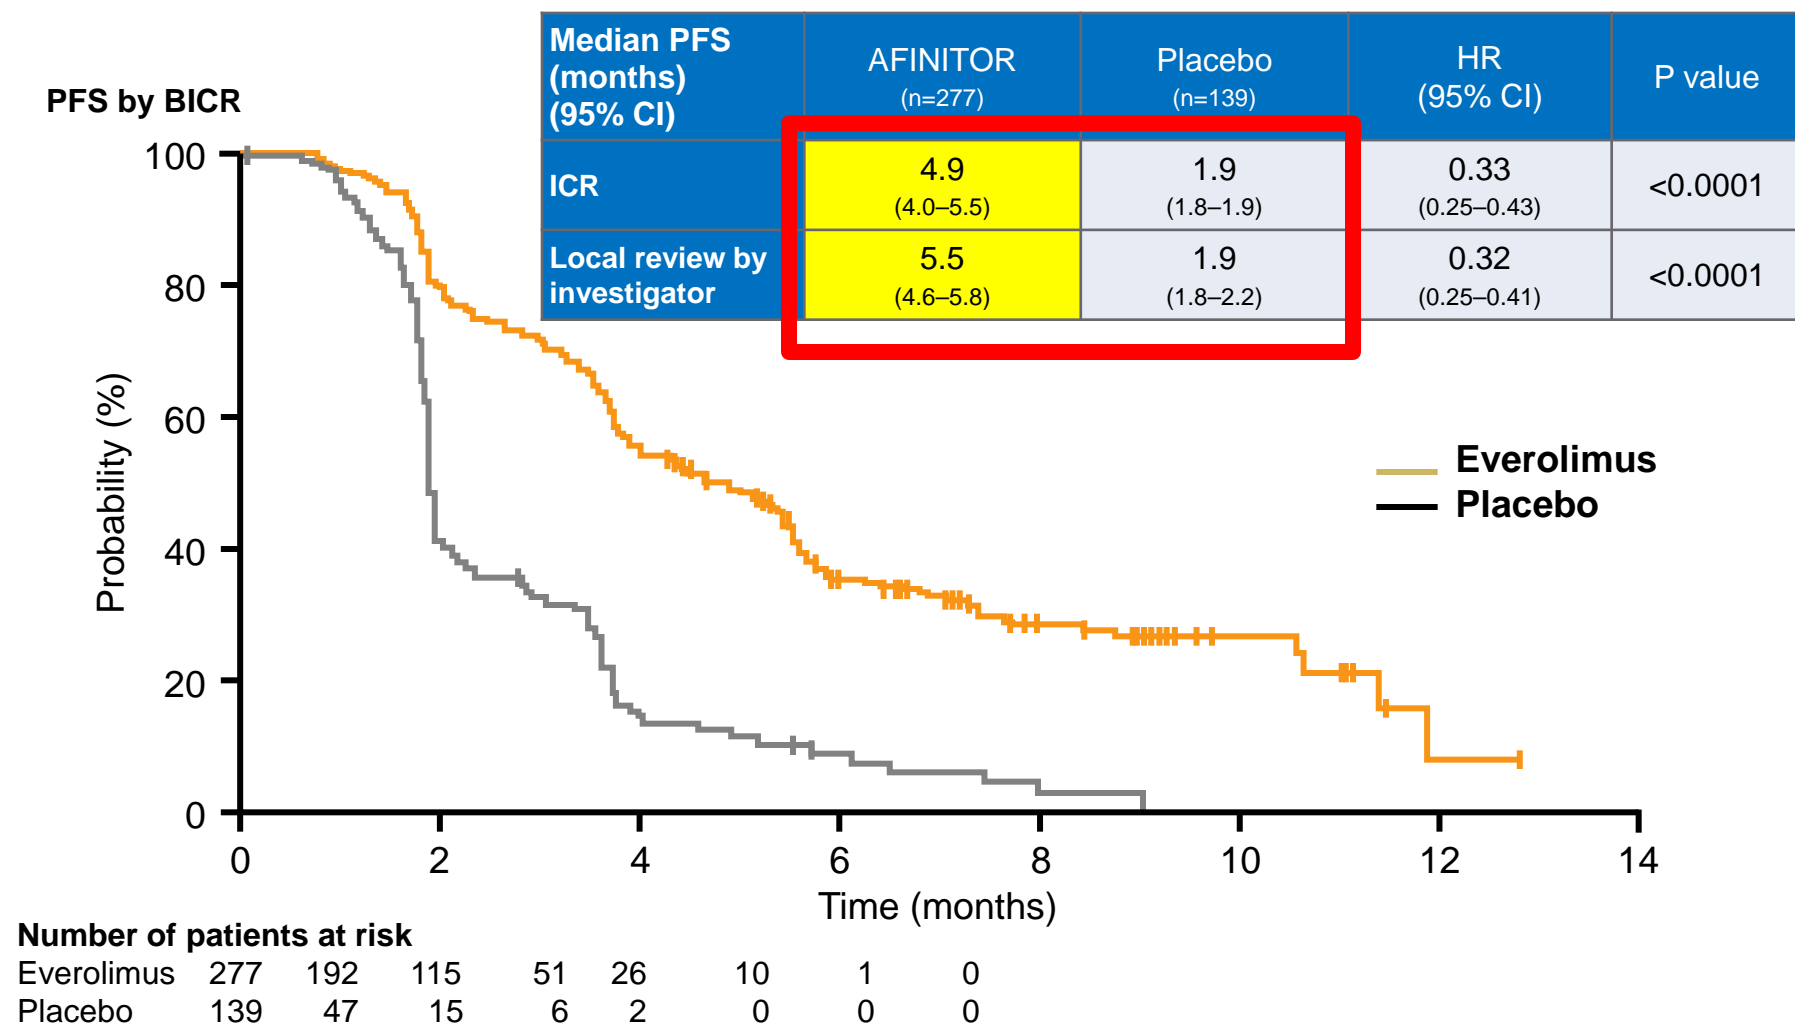 Median PFS
(months)
(95% CI)
AFINITOR
(n=277)
Placebo
(n=139)
HR
(95% CI)
P value
ICR
4.9
(4.0–5.5)
1.9
(1.8–1.9)
0.33
(0.25–0.43)
<0.0001
Local review by
investigator
5.5
(4.6–5.8)
1.9
(1.8–2.2)
0.32
(0.25–0.41)
<0.0001
PFS by BICR
Probability (%)
100
80
60
40
20
0
Everolimus
Placebo
0 2 4 6 8 10 12 14
Time (months)
Number of patients at risk
Everolimus 277 192 115 51 26 10 1 0
Placebo 139 47 15 6 2 0 0 0